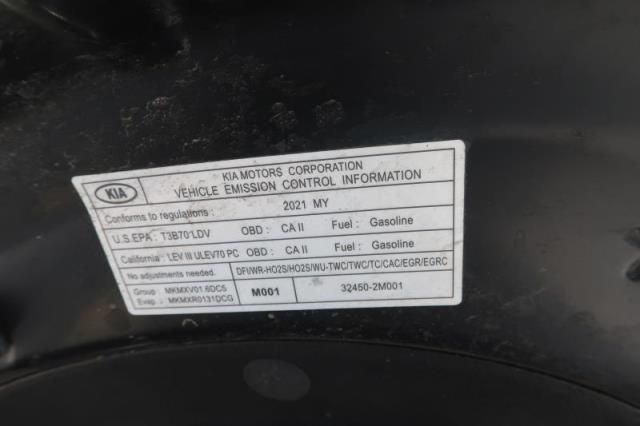 KIA
KIA MOTORS CORPORATION
VEHICLE EMISSION CONTROL INFORMATION
Conforms to regulations : 2021 MY
U.S.EPA : T3B70 LDV OBD : CA II Fuel : Gasoline
California : LEV III ULEV70 PC OBD : CA II Fuel : Gasoline
No adjustments needed. DFI/WR-HO2S/HO2S/WU-TWC/TWC/TC/CAC/EGR/EGRC
Group : MKMXV01.6DC5 M001 32450-2M001
Evap. : MKMXR0131DCG